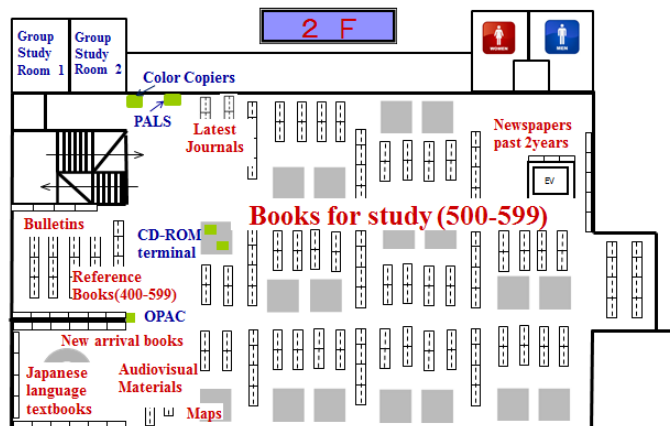 2 F
Group
Study
Room 1
Group
Study
Room 2
WOMEN
MEN
Color Copiers
PALS
Latest
Journals
Newspapers
past 2years
EV
Books for study (500-599)
Bulletins
CD-ROM
terminal
Reference
Books(400-599)
OPAC
New arrival books
Japanese
language
textbooks
Audiovisual
Materials
Maps